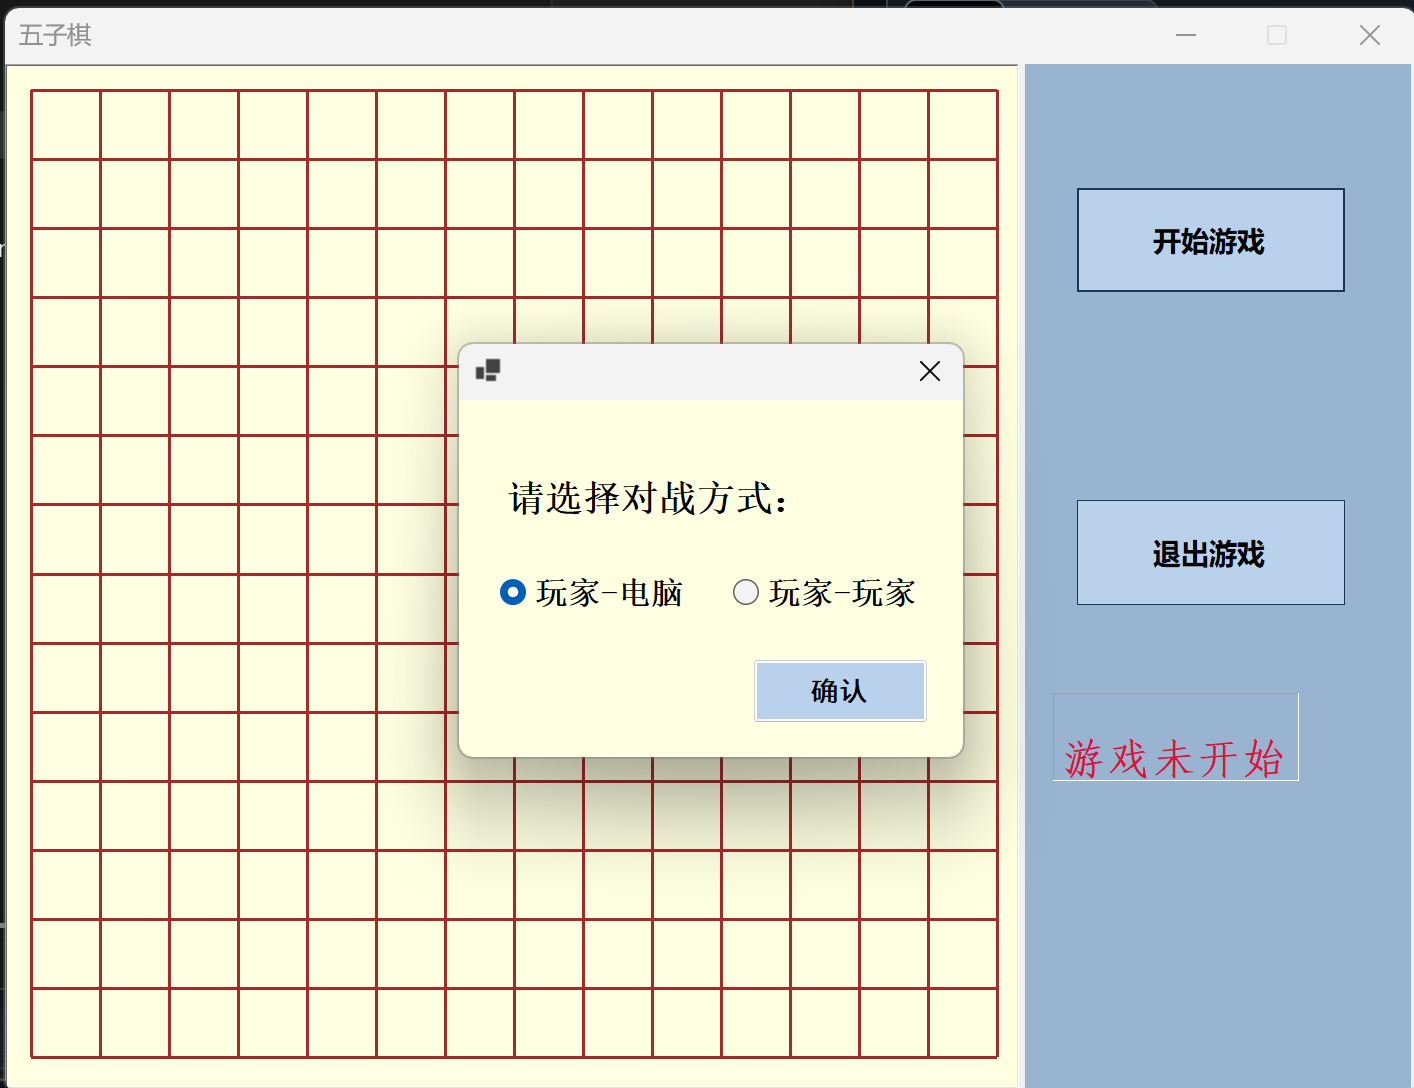 五子棋
开始游戏
请选择对战方式：
玩家-电脑
玩家-玩家
确认
退出游戏
游戏未开始